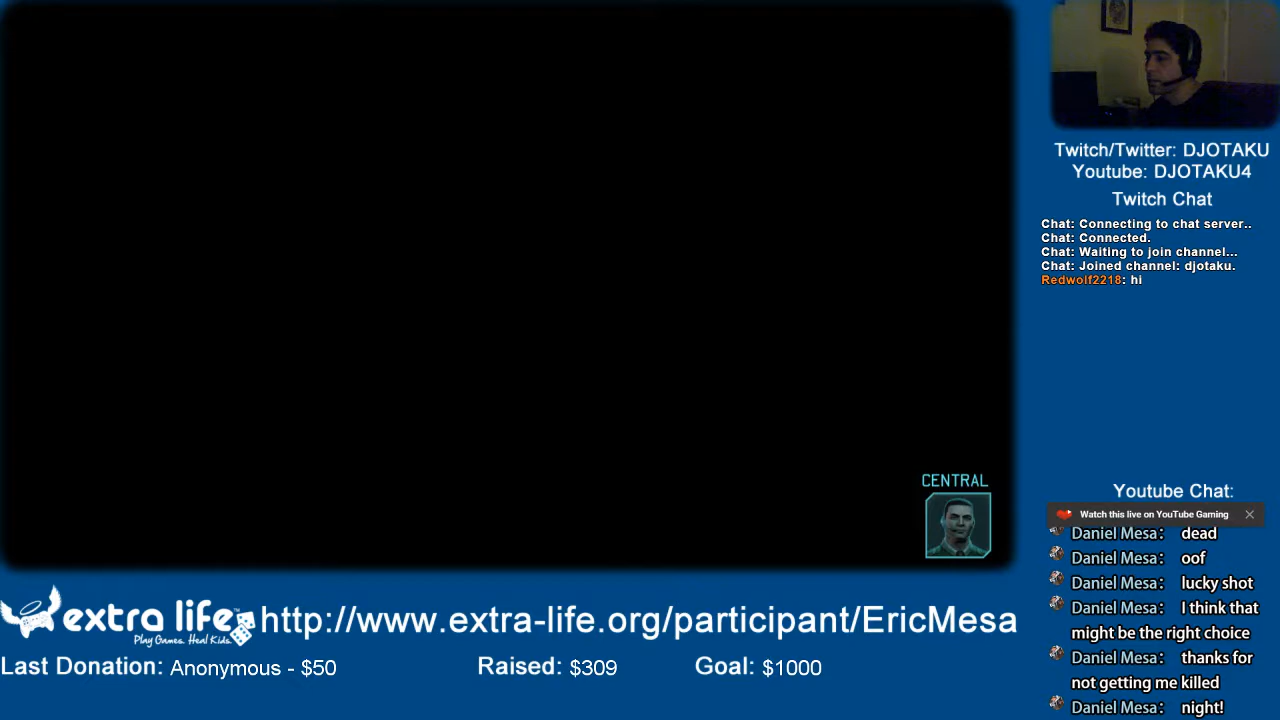 Twitch/Twitter: DJOTAKU
Youtube: DJOTAKU4
Twitch Chat
Chat: Connecting to chat server..
Chat: Connected.
Chat: Waiting to join channel...
Chat: Joined channel: djotaku.
Redwolf2218: hi
CENTRAL
Youtube Chat:
Watch this live on YouTube Gaming
Daniel Mesa: dead
Daniel Mesa: oof
Daniel Mesa: lucky shot
Daniel Mesa: I think that
might be the right choice
Daniel Mesa: thanks for
not getting me killed
Daniel Mesa: night!
extra life
Play Games. Heal Kids.
http://www.extra-life.org/participant/EricMesa
Last Donation: Anonymous - $50 Raised: $309 Goal: $1000